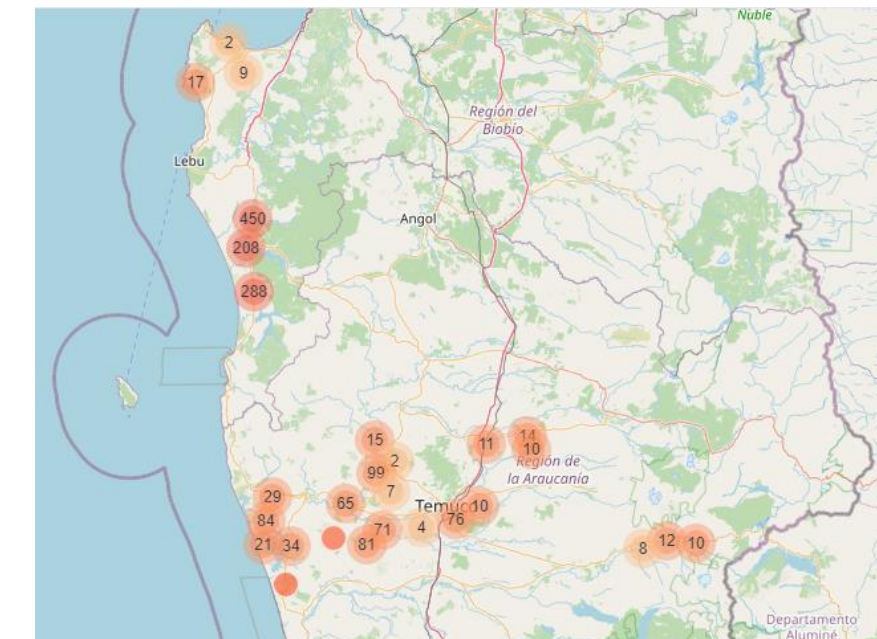 Ñuble
2
9
17
Región del
Biobío
Lebu
450
Angol
208
288
15
11
14
10
2
99
Región de
la Araucanía
7
29
65
Temuco
10
84
76
4
71
21
34
81
8
12
10
Departamento
Aluminé